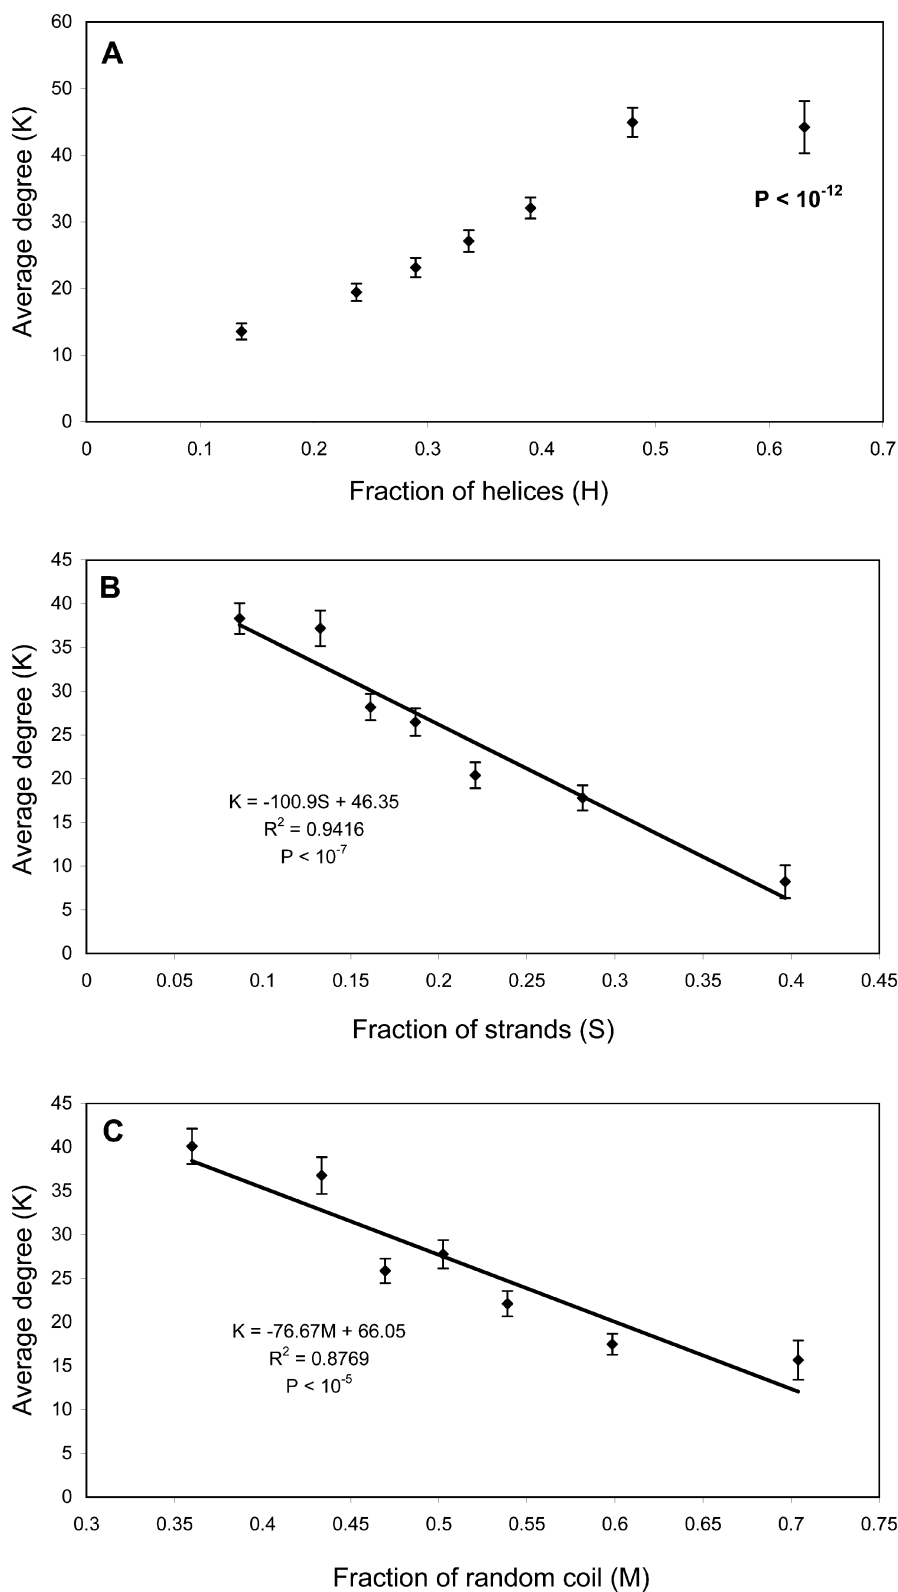 A
60
50
40
30
20
10
0
Average degree (K)
P < 10^-12
0 0.1 0.2 0.3 0.4 0.5 0.6 0.7
Fraction of helices (H)
B
45
40
35
30
25
20
15
10
5
0
Average degree (K)
K = -100.9S + 46.35
R^2 = 0.9416
P < 10^-7
0 0.05 0.1 0.15 0.2 0.25 0.3 0.35 0.4 0.45
Fraction of strands (S)
C
45
40
35
30
25
20
15
10
5
0
Average degree (K)
K = -76.67M + 66.05
R^2 = 0.8769
P < 10^-5
0.3 0.35 0.4 0.45 0.5 0.55 0.6 0.65 0.7 0.75
Fraction of random coil (M)